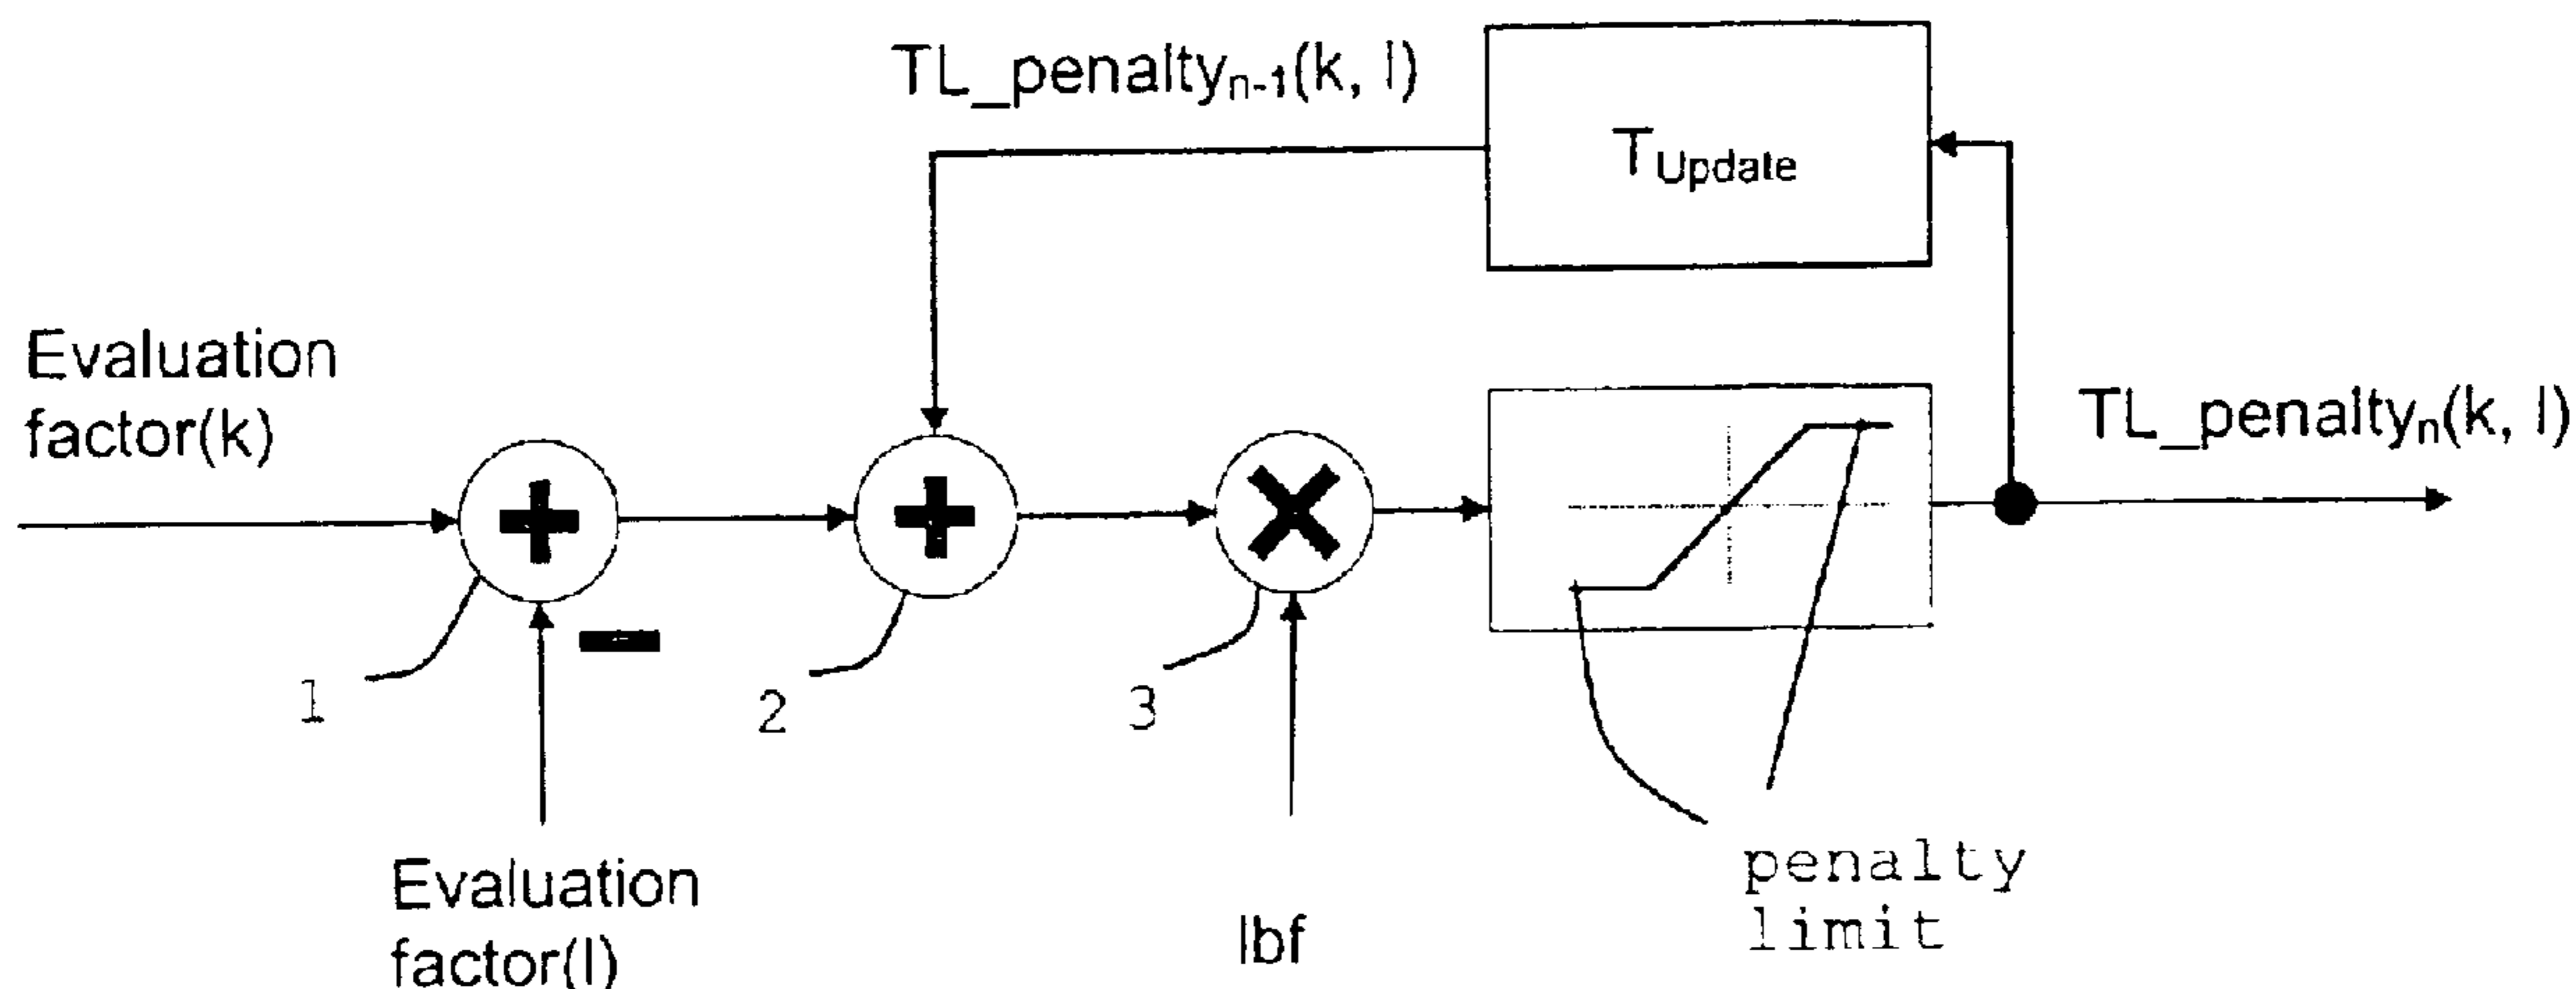 TL_penaltyn-1(k, l)
TUpdate
Evaluation
factor(k)
TL_penaltyn(k, l)
+
+
×
−
1
2
3
Evaluation
factor(l)
lbf
penalty
limit